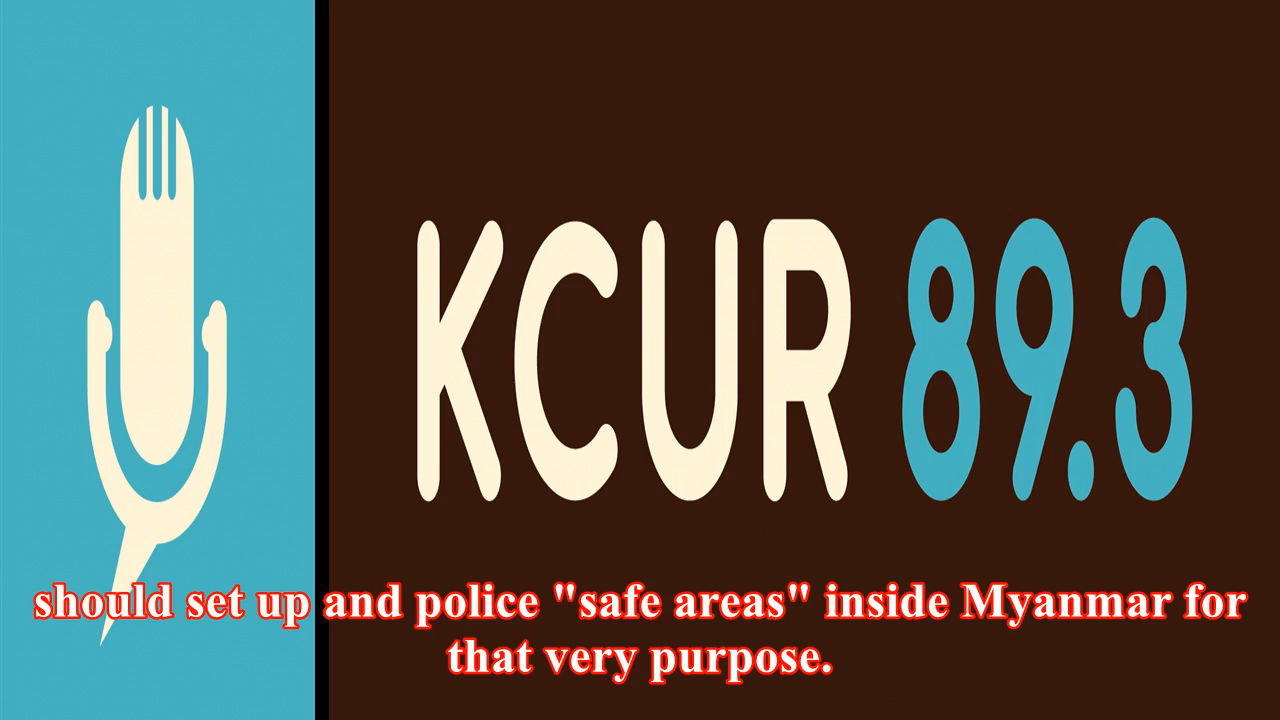 KCUR 89.3
should set up and police "safe areas" inside Myanmar for
that very purpose.